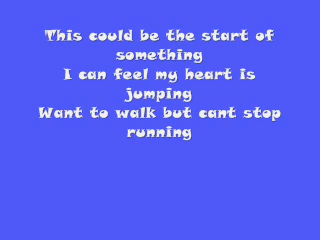 This could be the start of
something
I can feel my heart is
jumping
Want to walk but cant stop
running